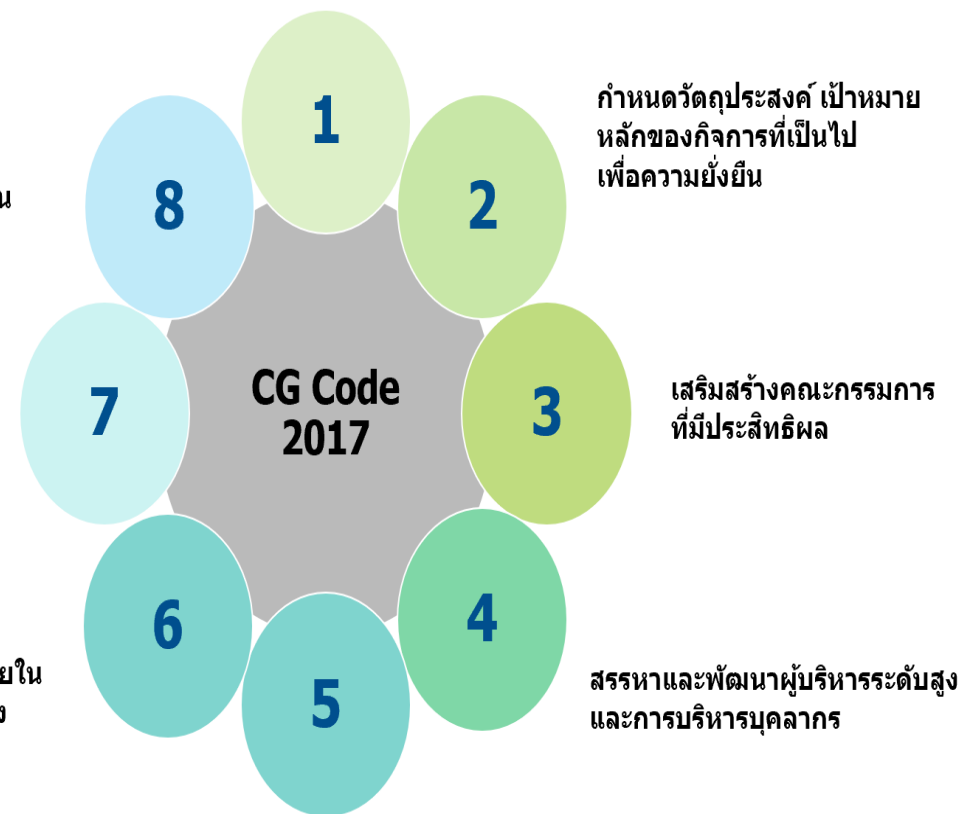 1
2
3
4
5
6
7
8
CG Code
2017
กำหนดวัตถุประสงค์ เป้าหมาย
หลักของกิจการที่เป็นไป
เพื่อความยั่งยืน
เสริมสร้างคณะกรรมการ
ที่มีประสิทธิผล
สรรหาและพัฒนาผู้บริหารระดับสูง
และการบริหารบุคลากร